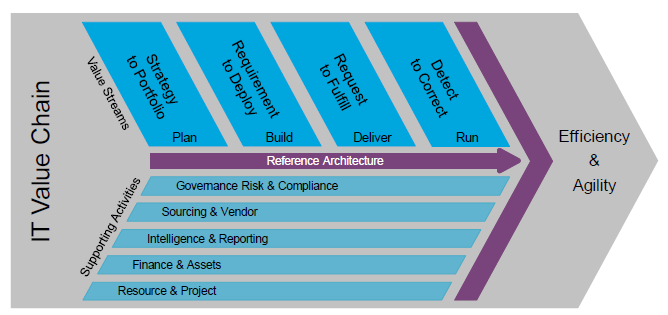 IT Value Chain
Value Streams
Strategy
to Portfolio
Plan
Requirement
to Deploy
Build
Request
to Fulfill
Deliver
Detect
to Correct
Run
Reference Architecture
Supporting Activities
Governance Risk & Compliance
Sourcing & Vendor
Intelligence & Reporting
Finance & Assets
Resource & Project
Efficiency
&
Agility